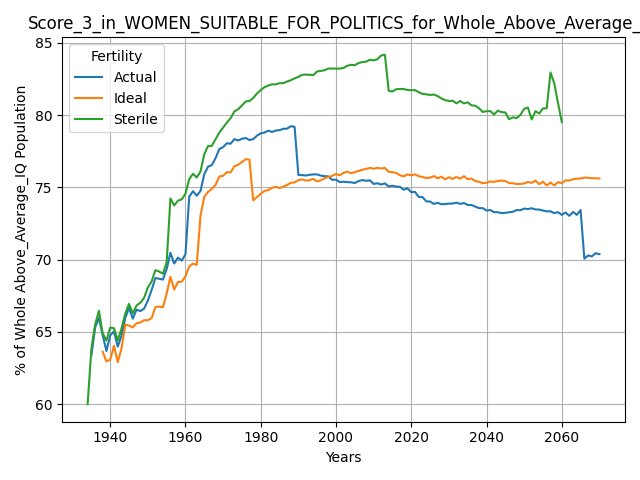 Score_3_in_WOMEN_SUITABLE_FOR_POLITICS_for_Whole_Above_Average_
Fertility
Actual
Ideal
Sterile
% of Whole Above_Average_IQ Population
85
80
75
70
65
60
1940
1960
1980
2000
2020
2040
2060
Years